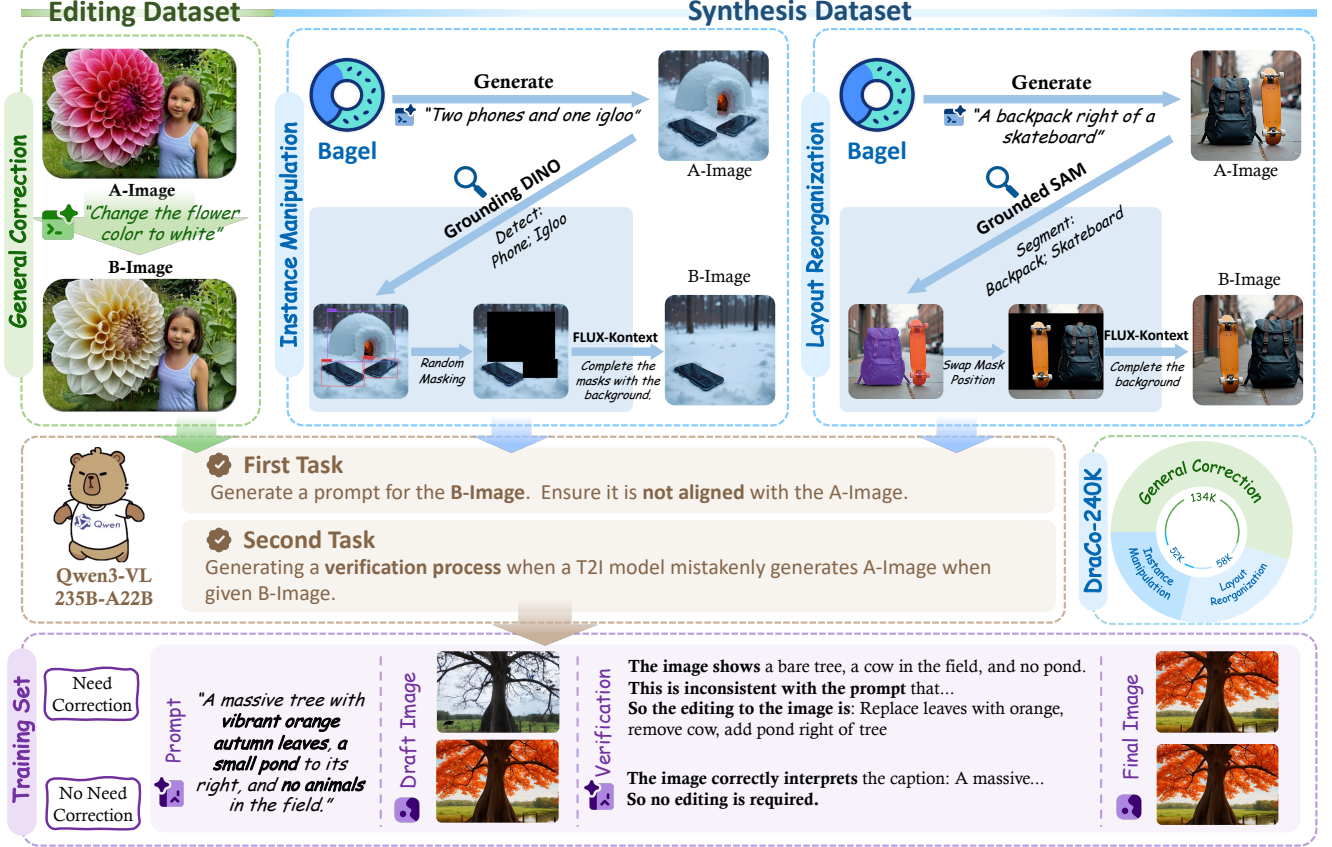 Editing Dataset
Synthesis Dataset
General Correction
A-Image
"Change the flower
color to white"
B-Image
Instance Manipulation
Bagel
Generate
"Two phones and one igloo"
A-Image
Grounding DINO
Detect:
Phone; Igloo
Random
Masking
FLUX-Kontext
Complete the
masks with the
background.
B-Image
Layout Reorganization
Bagel
Generate
"A backpack right of a
skateboard"
A-Image
Grounded SAM
Segment:
Backpack; Skateboard
Swap Mask
Position
FLUX-Kontext
Complete the
background
B-Image
Qwen
Qwen3-VL
235B-A22B
First Task
Generate a prompt for the B-Image. Ensure it is not aligned with the A-Image.
Second Task
Generating a verification process when a T2I model mistakenly generates A-Image when
given B-Image.
DraCo-240K
General Correction
134K
52K
58K
Instance
Manipulation
Layout
Reorganization
Training Set
Need
Correction
No Need
Correction
Prompt
"A massive tree with
vibrant orange
autumn leaves, a
small pond to its
right, and no animals
in the field."
Draft Image
Verification
The image shows a bare tree, a cow in the field, and no pond.
This is inconsistent with the prompt that...
So the editing to the image is: Replace leaves with orange,
remove cow, add pond right of tree
The image correctly interprets the caption: A massive...
So no editing is required.
Final Image